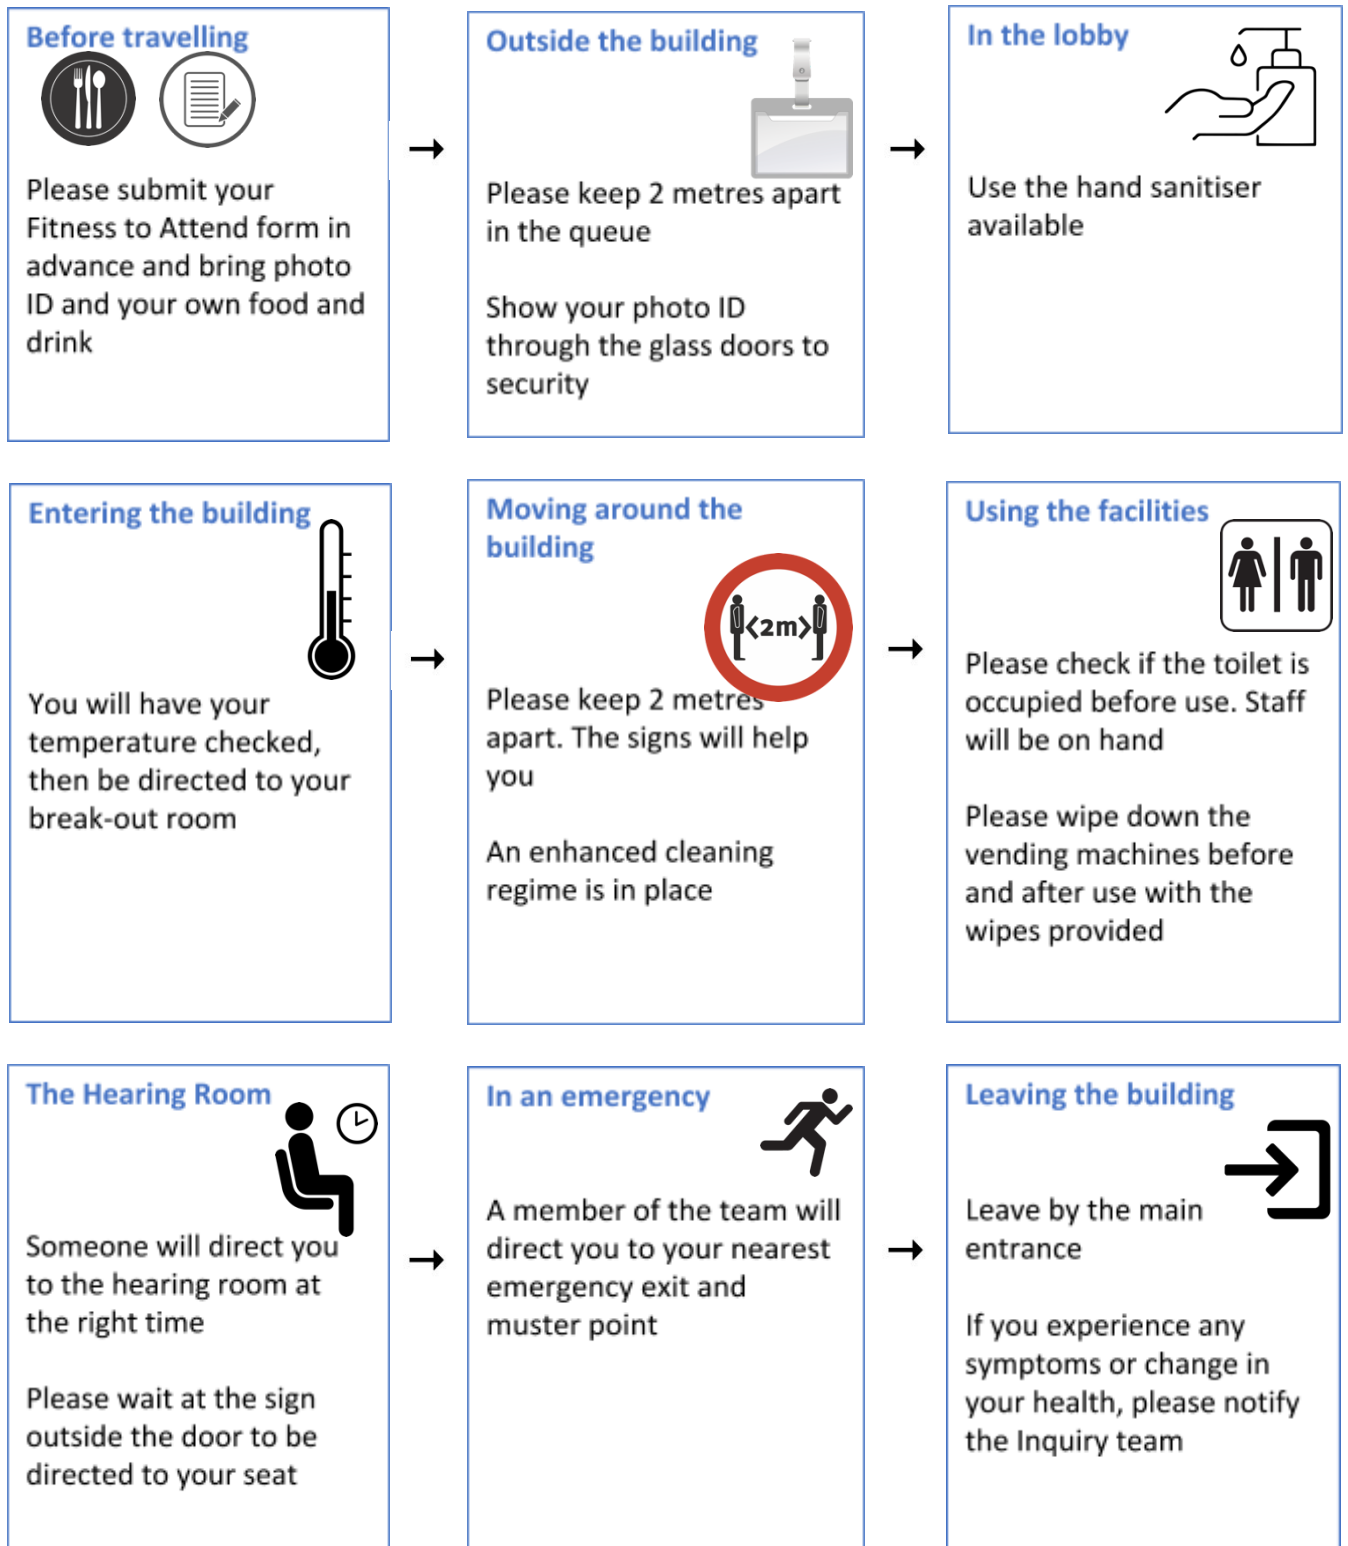 Before travelling
Please submit your
Fitness to Attend form in
advance and bring photo
ID and your own food and
drink
Outside the building
Please keep 2 metres apart
in the queue
Show your photo ID
through the glass doors to
security
In the lobby
Use the hand sanitiser
available
Entering the building
You will have your
temperature checked,
then be directed to your
break-out room
Moving around the
building
<2m>
Please keep 2 metres
apart. The signs will help
you
An enhanced cleaning
regime is in place
Using the facilities
Please check if the toilet is
occupied before use. Staff
will be on hand
Please wipe down the
vending machines before
and after use with the
wipes provided
The Hearing Room
Someone will direct you
to the hearing room at
the right time
Please wait at the sign
outside the door to be
directed to your seat
In an emergency
A member of the team will
direct you to your nearest
emergency exit and
muster point
Leaving the building
Leave by the main
entrance
If you experience any
symptoms or change in
your health, please notify
the Inquiry team